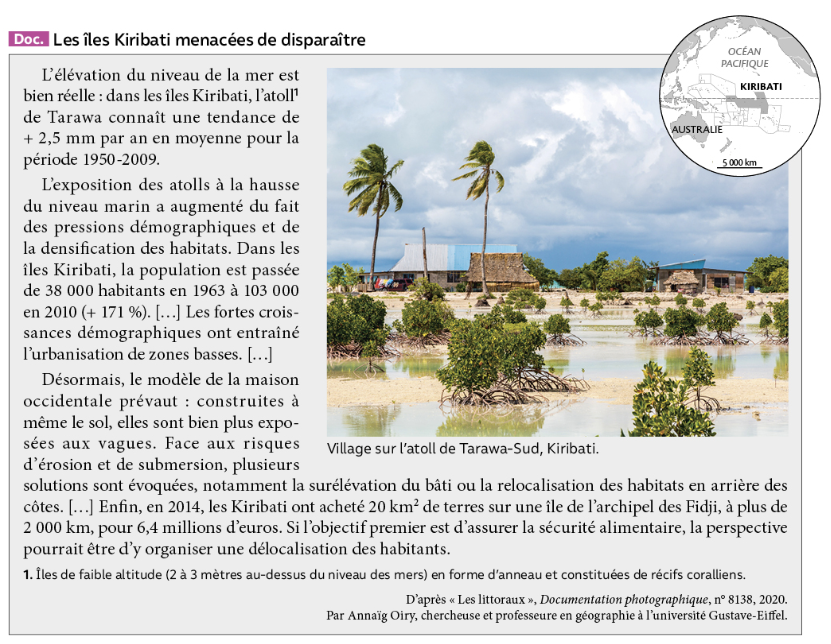 Doc. Les îles Kiribati menacées de disparaître
L'élévation du niveau de la mer est
bien réelle : dans les îles Kiribati, l'atoll¹
de Tarawa connaît une tendance de
+ 2,5 mm par an en moyenne pour la
période 1950-2009.
L'exposition des atolls à la hausse
du niveau marin a augmenté du fait
des pressions démographiques et de
la densification des habitats. Dans les
îles Kiribati, la population est passée
de 38 000 habitants en 1963 à 103 000
en 2010 (+ 171 %). […] Les fortes crois-
sances démographiques ont entraîné
l'urbanisation de zones basses. […]
Désormais, le modèle de la maison
occidentale prévaut : construites à
même le sol, elles sont bien plus expo-
sées aux vagues. Face aux risques
d'érosion et de submersion, plusieurs
solutions sont évoquées, notamment la surélévation du bâti ou la relocalisation des habitats en arrière des
côtes. […] Enfin, en 2014, les Kiribati ont acheté 20 km² de terres sur une île de l'archipel des Fidji, à plus de
2 000 km, pour 6,4 millions d'euros. Si l'objectif premier est d'assurer la sécurité alimentaire, la perspective
pourrait être d'y organiser une délocalisation des habitants.
OCÉAN
PACIFIQUE
KIRIBATI
AUSTRALIE
5 000 km
Village sur l'atoll de Tarawa-Sud, Kiribati.
1. Îles de faible altitude (2 à 3 mètres au-dessus du niveau des mers) en forme d'anneau et constituées de récifs coralliens.
D'après « Les littoraux », Documentation photographique, n° 8138, 2020.
Par Annaïg Oiry, chercheuse et professeure en géographie à l'université Gustave-Eiffel.